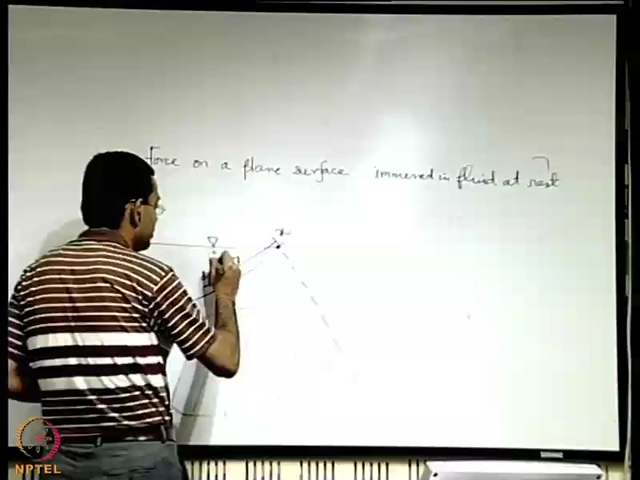 Force on a plane surface immersed in fluid at rest
NPTEL